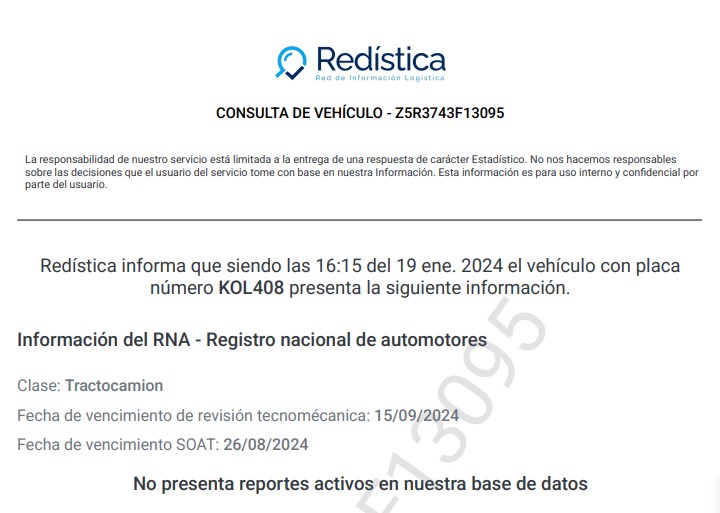 Redística
Red de Información Logística
CONSULTA DE VEHÍCULO - Z5R3743F13095
La responsabilidad de nuestro servicio está limitada a la entrega de una respuesta de carácter Estadístico. No nos hacemos responsables
sobre las decisiones que el usuario del servicio tome con base en nuestra Información. Esta información es para uso interno y confidencial por
parte del usuario.
Redística informa que siendo las 16:15 del 19 ene. 2024 el vehículo con placa
número KOL408 presenta la siguiente información.
Información del RNA - Registro nacional de automotores
Clase: Tractocamion
Fecha de vencimiento de revisión tecnomécanica: 15/09/2024
Fecha de vencimiento SOAT: 26/08/2024
No presenta reportes activos en nuestra base de datos
F13095